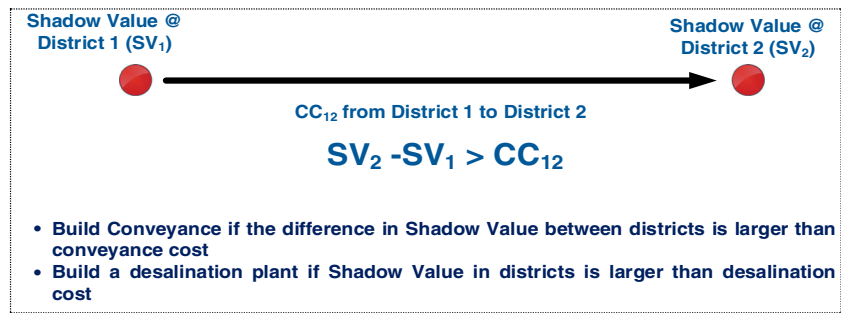 Shadow Value @
District 1 (SV₁)
Shadow Value @
District 2 (SV₂)
CC₁₂ from District 1 to District 2
SV₂ -SV₁ > CC₁₂
• Build Conveyance if the difference in Shadow Value between districts is larger than
conveyance cost
• Build a desalination plant if Shadow Value in districts is larger than desalination
cost